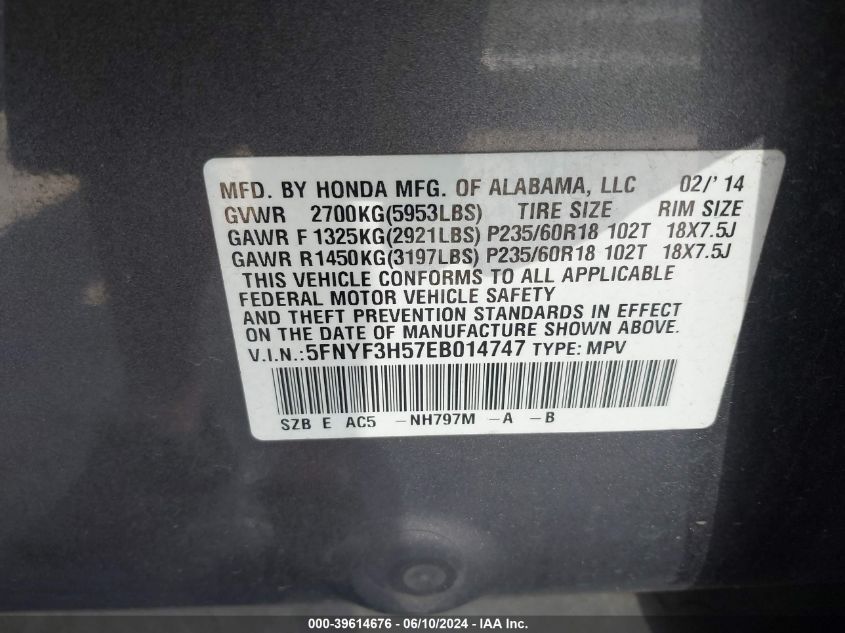 MFD. BY HONDA MFG. OF ALABAMA, LLC 02/' 14
GVWR 2700KG(5953LBS) TIRE SIZE RIM SIZE
GAWR F 1325KG(2921LBS) P235/60R18 102T 18X7.5J
GAWR R1450KG(3197LBS) P235/60R18 102T 18X7.5J
THIS VEHICLE CONFORMS TO ALL APPLICABLE
FEDERAL MOTOR VEHICLE SAFETY
AND THEFT PREVENTION STANDARDS IN EFFECT
ON THE DATE OF MANUFACTURE SHOWN ABOVE.
V.I.N.:5FNYF3H57EB014747 TYPE: MPV
SZB E AC5 -NH797M -A -B
000-39614676 - 06/10/2024 - IAA Inc.